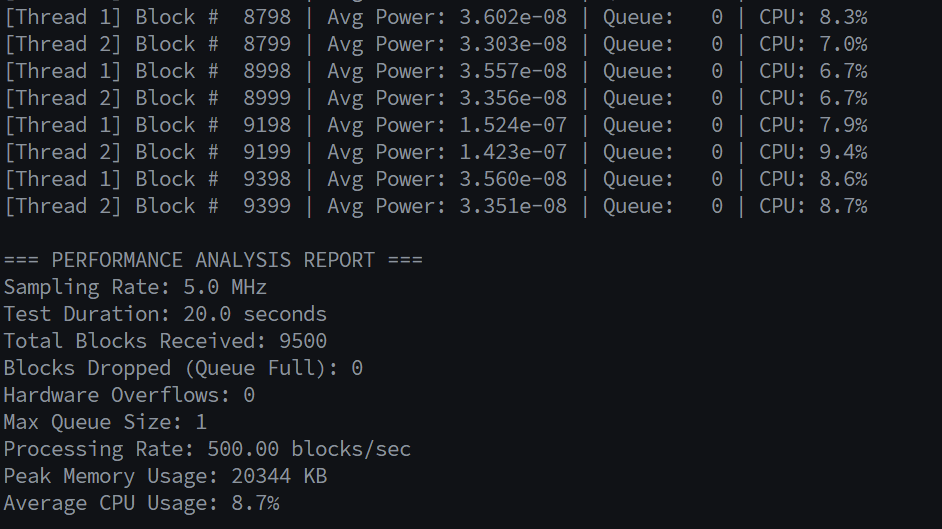 [Thread 1] Block #  8798 | Avg Power: 3.602e-08 | Queue:   0 | CPU: 8.3%
[Thread 2] Block #  8799 | Avg Power: 3.303e-08 | Queue:   0 | CPU: 7.0%
[Thread 1] Block #  8998 | Avg Power: 3.557e-08 | Queue:   0 | CPU: 6.7%
[Thread 2] Block #  8999 | Avg Power: 3.356e-08 | Queue:   0 | CPU: 6.7%
[Thread 1] Block #  9198 | Avg Power: 1.524e-07 | Queue:   0 | CPU: 7.9%
[Thread 2] Block #  9199 | Avg Power: 1.423e-07 | Queue:   0 | CPU: 9.4%
[Thread 1] Block #  9398 | Avg Power: 3.560e-08 | Queue:   0 | CPU: 8.6%
[Thread 2] Block #  9399 | Avg Power: 3.351e-08 | Queue:   0 | CPU: 8.7%
=== PERFORMANCE ANALYSIS REPORT ===
Sampling Rate: 5.0 MHz
Test Duration: 20.0 seconds
Total Blocks Received: 9500
Blocks Dropped (Queue Full): 0
Hardware Overflows: 0
Max Queue Size: 1
Processing Rate: 500.00 blocks/sec
Peak Memory Usage: 20344 KB
Average CPU Usage: 8.7%